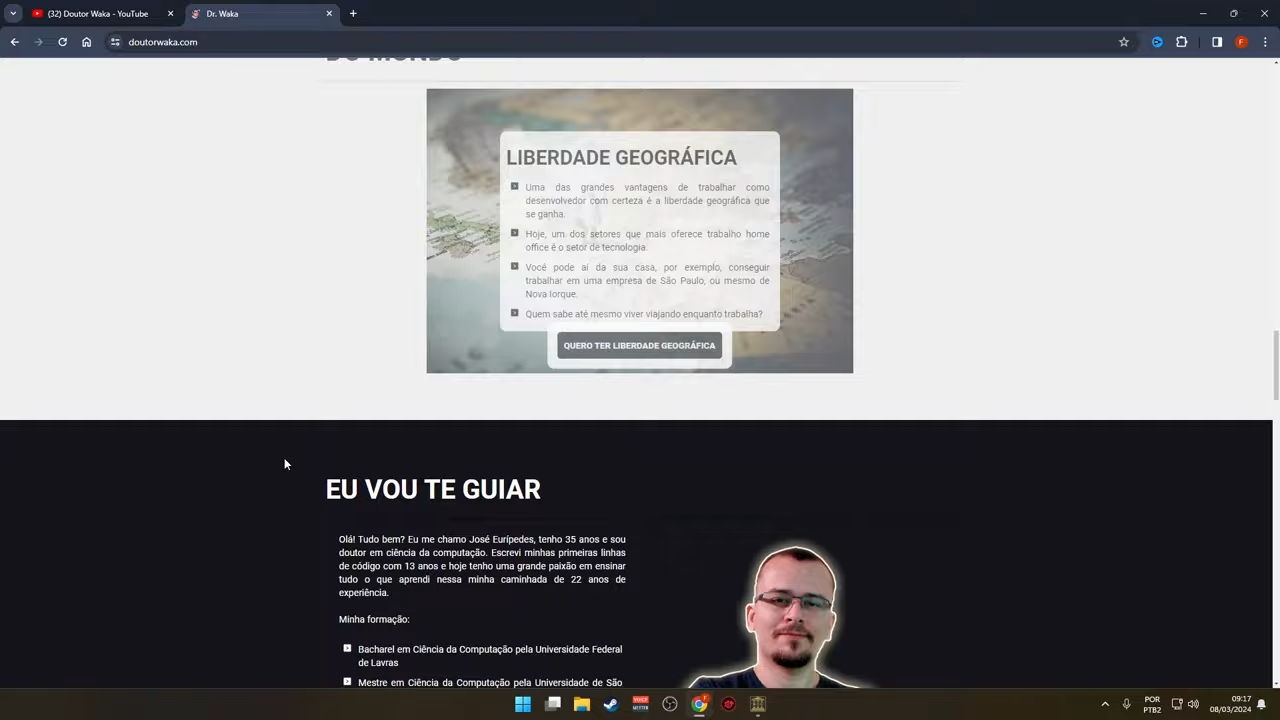 (32) Doutor Waka - YouTube
Dr. Waka
doutorwaka.com
F
DO MUNDO
LIBERDADE GEOGRÁFICA
Uma das grandes vantagens de trabalhar como
desenvolvedor com certeza é a liberdade geográfica que
se ganha.
Hoje, um dos setores que mais oferece trabalho home
office é o setor de tecnologia.
Você pode aí da sua casa, por exemplo, conseguir
trabalhar em uma empresa de São Paulo, ou mesmo de
Nova Iorque.
Quem sabe até mesmo viver viajando enquanto trabalha?
QUERO TER LIBERDADE GEOGRÁFICA
EU VOU TE GUIAR
Olá! Tudo bem? Eu me chamo José Eurípedes, tenho 35 anos e sou
doutor em ciência da computação. Escrevi minhas primeiras linhas
de código com 13 anos e hoje tenho uma grande paixão em ensinar
tudo o que aprendi nessa minha caminhada de 22 anos de
experiência.
Minha formação:
Bacharel em Ciência da Computação pela Universidade Federal
de Lavras
Mestre em Ciência da Computação pela Universidade de São
POR
PTB2
09:17
08/03/2024